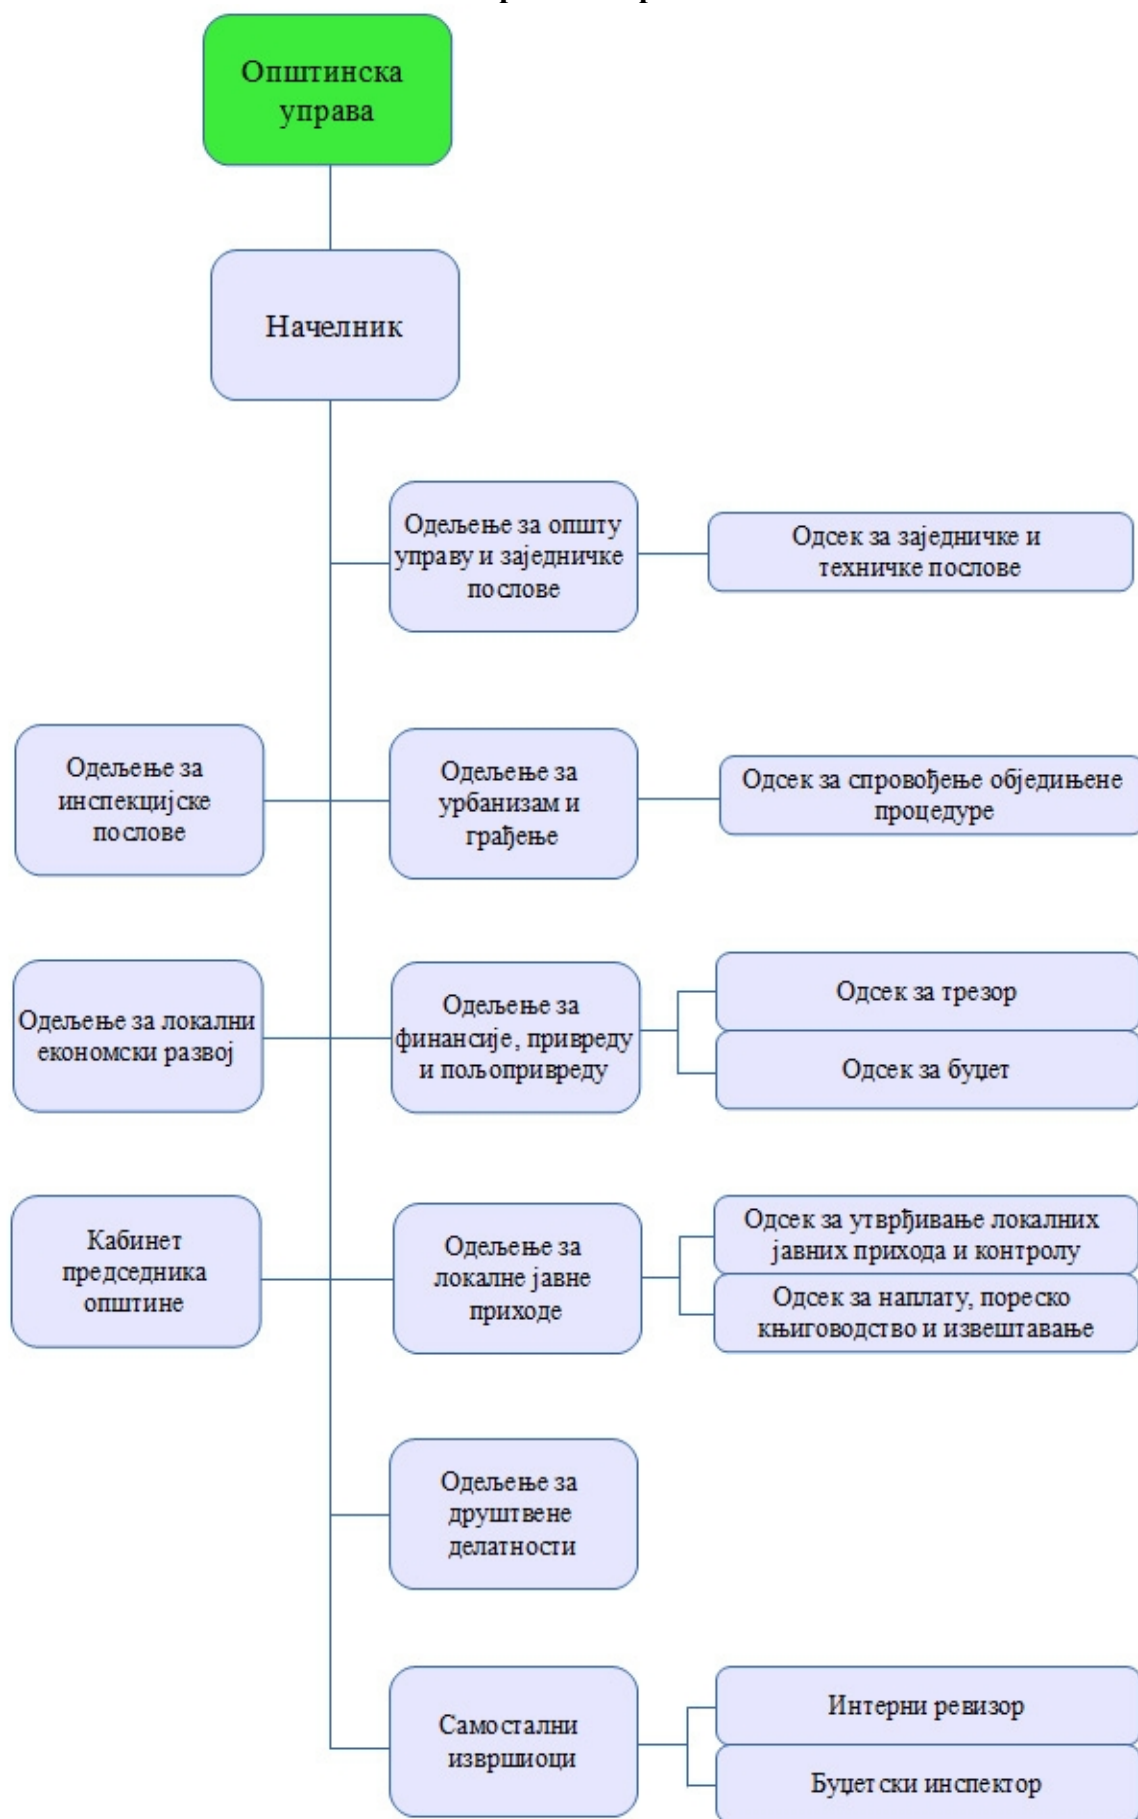 Општинска
управа
Начелник
Одељење за општу
управу и заједничке
послове
Одсек за заједничке и
техничке послове
Одељење за
инспекцијске
послове
Одељење за
урбанизам и
грађење
Одсек за спровођење обједињене
процедуре
Одељење за локални
економски развој
Одељење за
финансије, привреду
и пољопривреду
Одсек за трезор
Одсек за буџет
Кабинет
председника
општине
Одељење за
локалне јавне
приходе
Одсек за утврђивање локалних
јавних прихода и контролу
Одсек за наплату, пореско
књиговодство и извештавање
Одељење за
друштвене
делатности
Самостални
извршиоци
Интерни ревизор
Буџетски инспектор